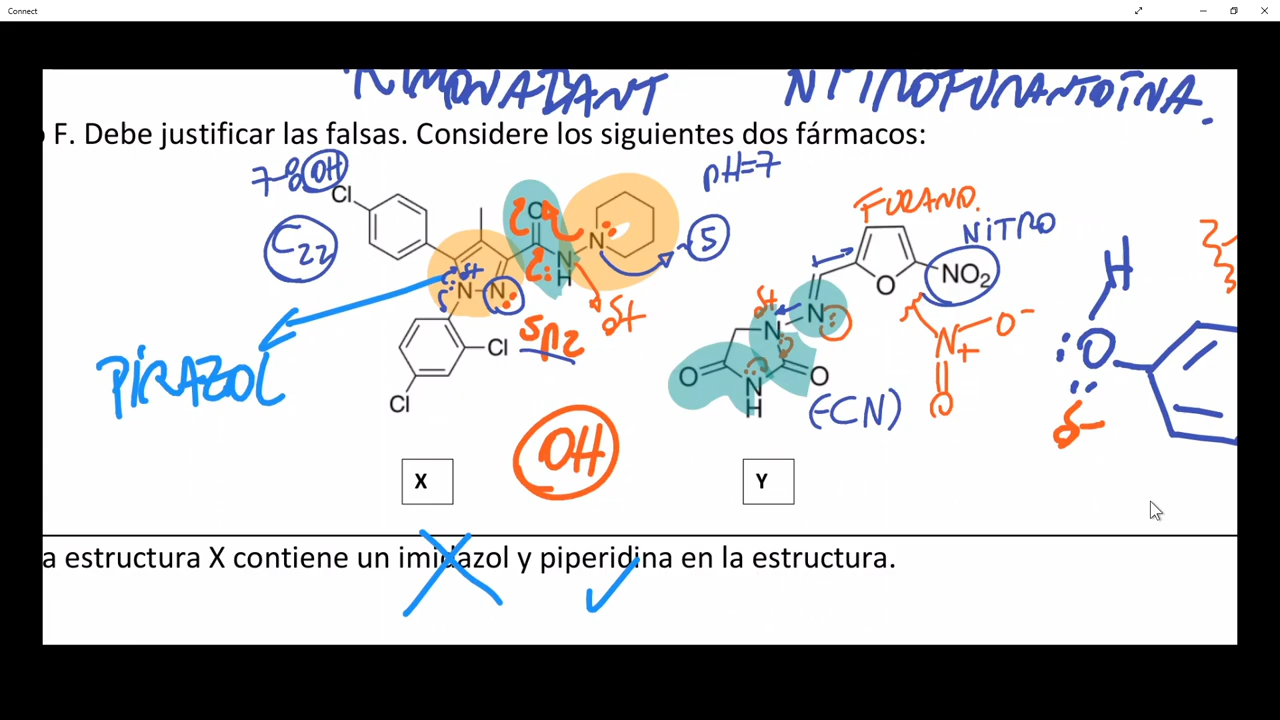 Connect
RIMONABANT NITROFURANTOÍNA.
F. Debe justificar las falsas. Considere los siguientes dos fármacos:
7-8 OH
pH=7
Cl
C22
O
N
H
N
5
FURANO.
NITRO
O
NO2
δ+
N N
Cl
Cl
sp2
δ+
PIRAZOL
N
N
O
O
N
H
(-CN)
N+
O-
O
H
:O
δ-
OH
X
Y
a estructura X contiene un imidazol y piperidina en la estructura.